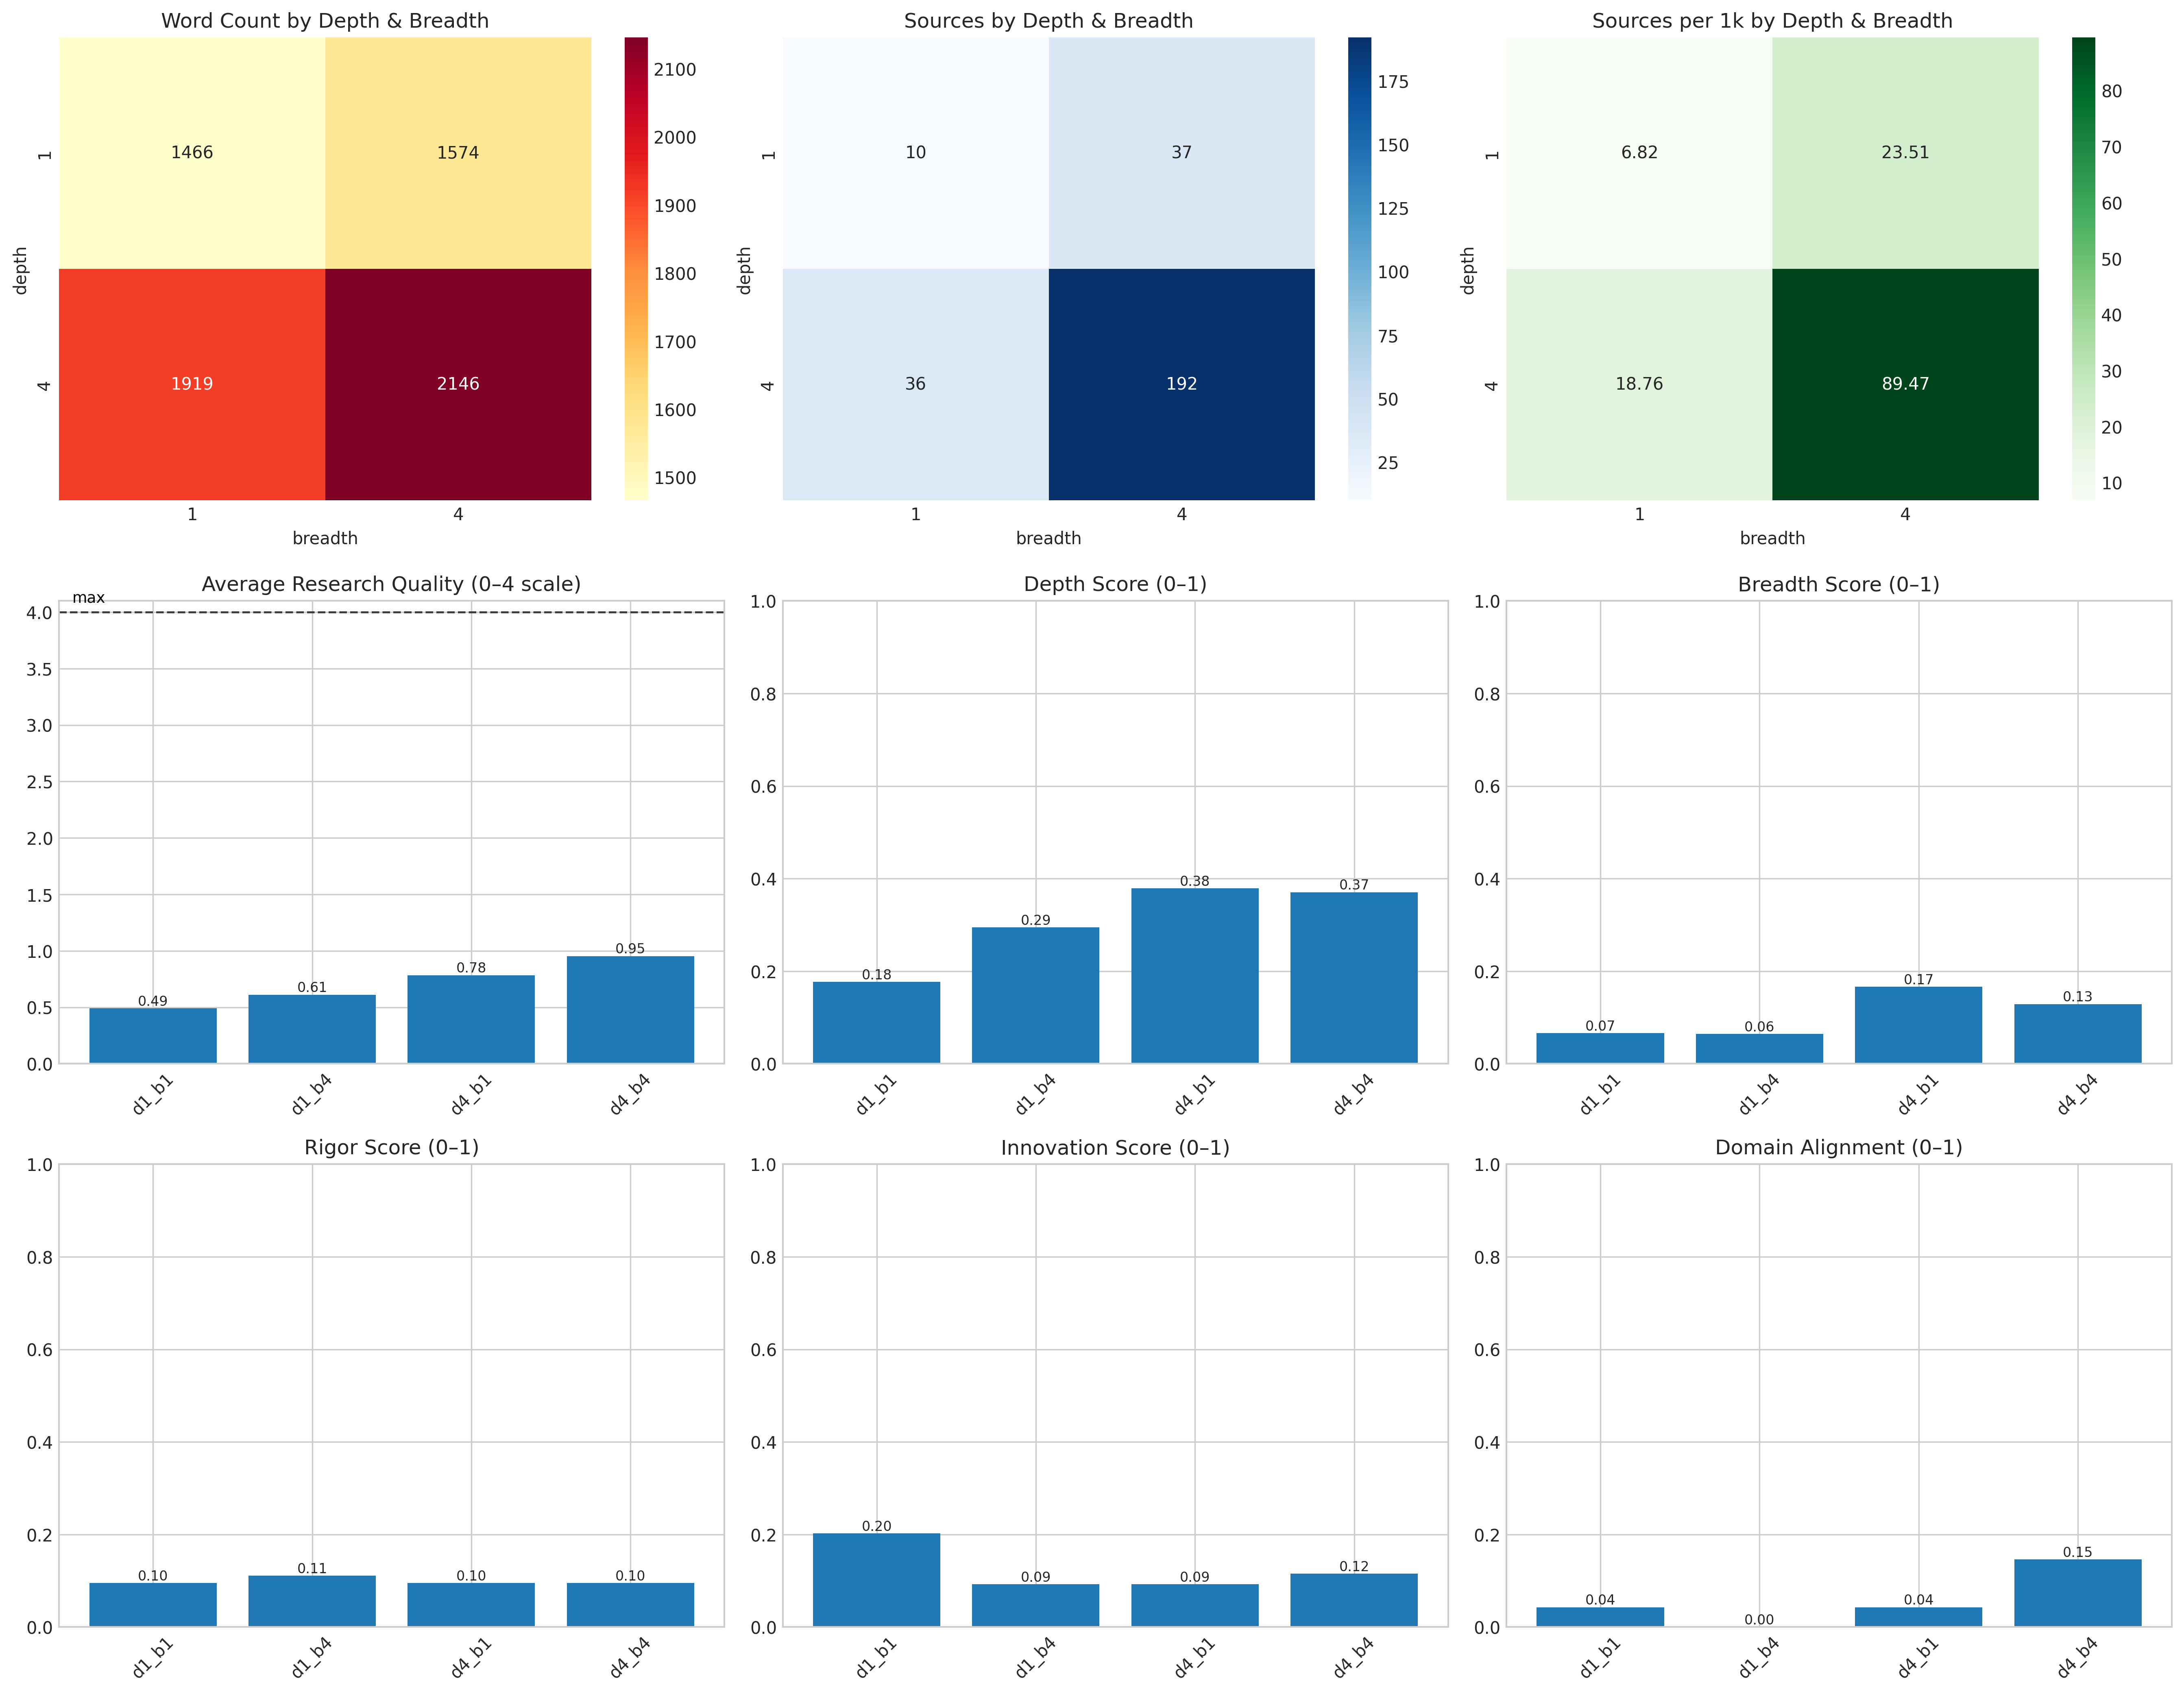 Word Count by Depth & Breadth
1466 1574
1919 2146
1
4
depth
1 4
breadth
2100
2000
1900
1800
1700
1600
1500
Sources by Depth & Breadth
10 37
36 192
1
4
depth
1 4
breadth
175
150
125
100
75
50
25
Sources per 1k by Depth & Breadth
6.82 23.51
18.76 89.47
1
4
depth
1 4
breadth
80
70
60
50
40
30
20
10
Average Research Quality (0–4 scale)
max
4.0
3.5
3.0
2.5
2.0
1.5
1.0
0.5
0.0
0.49 0.61 0.78 0.95
d1_b1 d1_b4 d4_b1 d4_b4
Depth Score (0–1)
1.0
0.8
0.6
0.4
0.2
0.0
0.18 0.29 0.38 0.37
d1_b1 d1_b4 d4_b1 d4_b4
Breadth Score (0–1)
1.0
0.8
0.6
0.4
0.2
0.0
0.07 0.06 0.17 0.13
d1_b1 d1_b4 d4_b1 d4_b4
Rigor Score (0–1)
1.0
0.8
0.6
0.4
0.2
0.0
0.10 0.11 0.10 0.10
d1_b1 d1_b4 d4_b1 d4_b4
Innovation Score (0–1)
1.0
0.8
0.6
0.4
0.2
0.0
0.20 0.09 0.09 0.12
d1_b1 d1_b4 d4_b1 d4_b4
Domain Alignment (0–1)
1.0
0.8
0.6
0.4
0.2
0.0
0.04 0.00 0.04 0.15
d1_b1 d1_b4 d4_b1 d4_b4